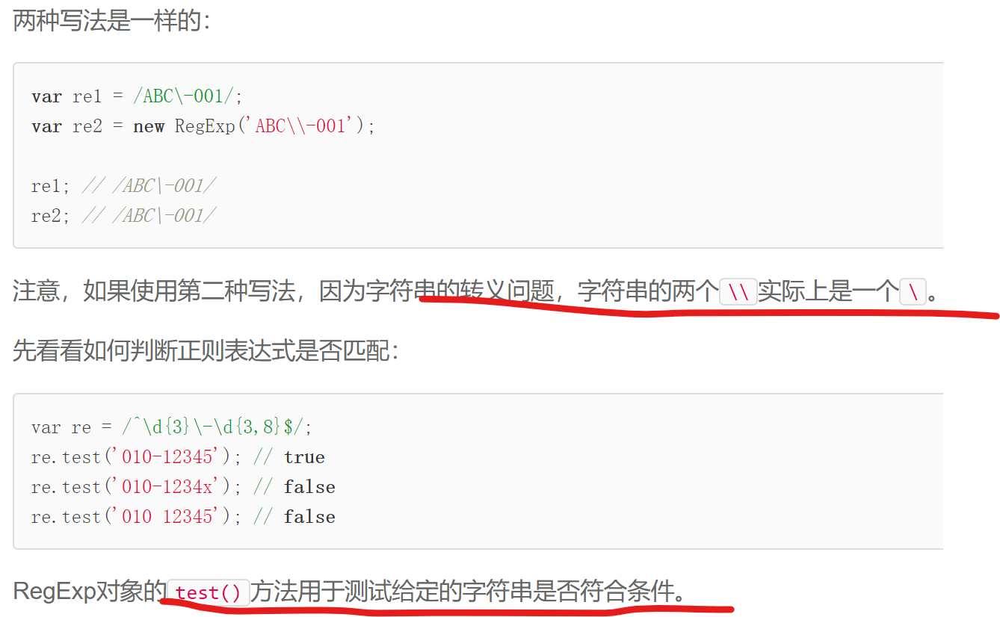 两种写法是一样的：
var re1 = /ABC\-001/;
var re2 = new RegExp('ABC\\-001');
re1; // /ABC\-001/
re2; // /ABC\-001/
注意，如果使用第二种写法，因为字符串的转义问题，字符串的两个\\实际上是一个\。
先看看如何判断正则表达式是否匹配：
var re = /^\d{3}\-\d{3,8}$/;
re.test('010-12345'); // true
re.test('010-1234x'); // false
re.test('010 12345'); // false
RegExp对象的test()方法用于测试给定的字符串是否符合条件。